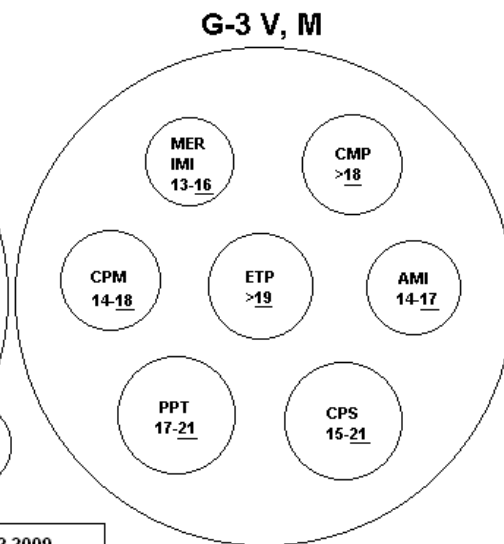 G-3 V, M
MER
IMI
13-16
CMP
>18
CPM
14-18
ETP
>19
AMI
14-17
PPT
17-21
CPS
15-21
2009